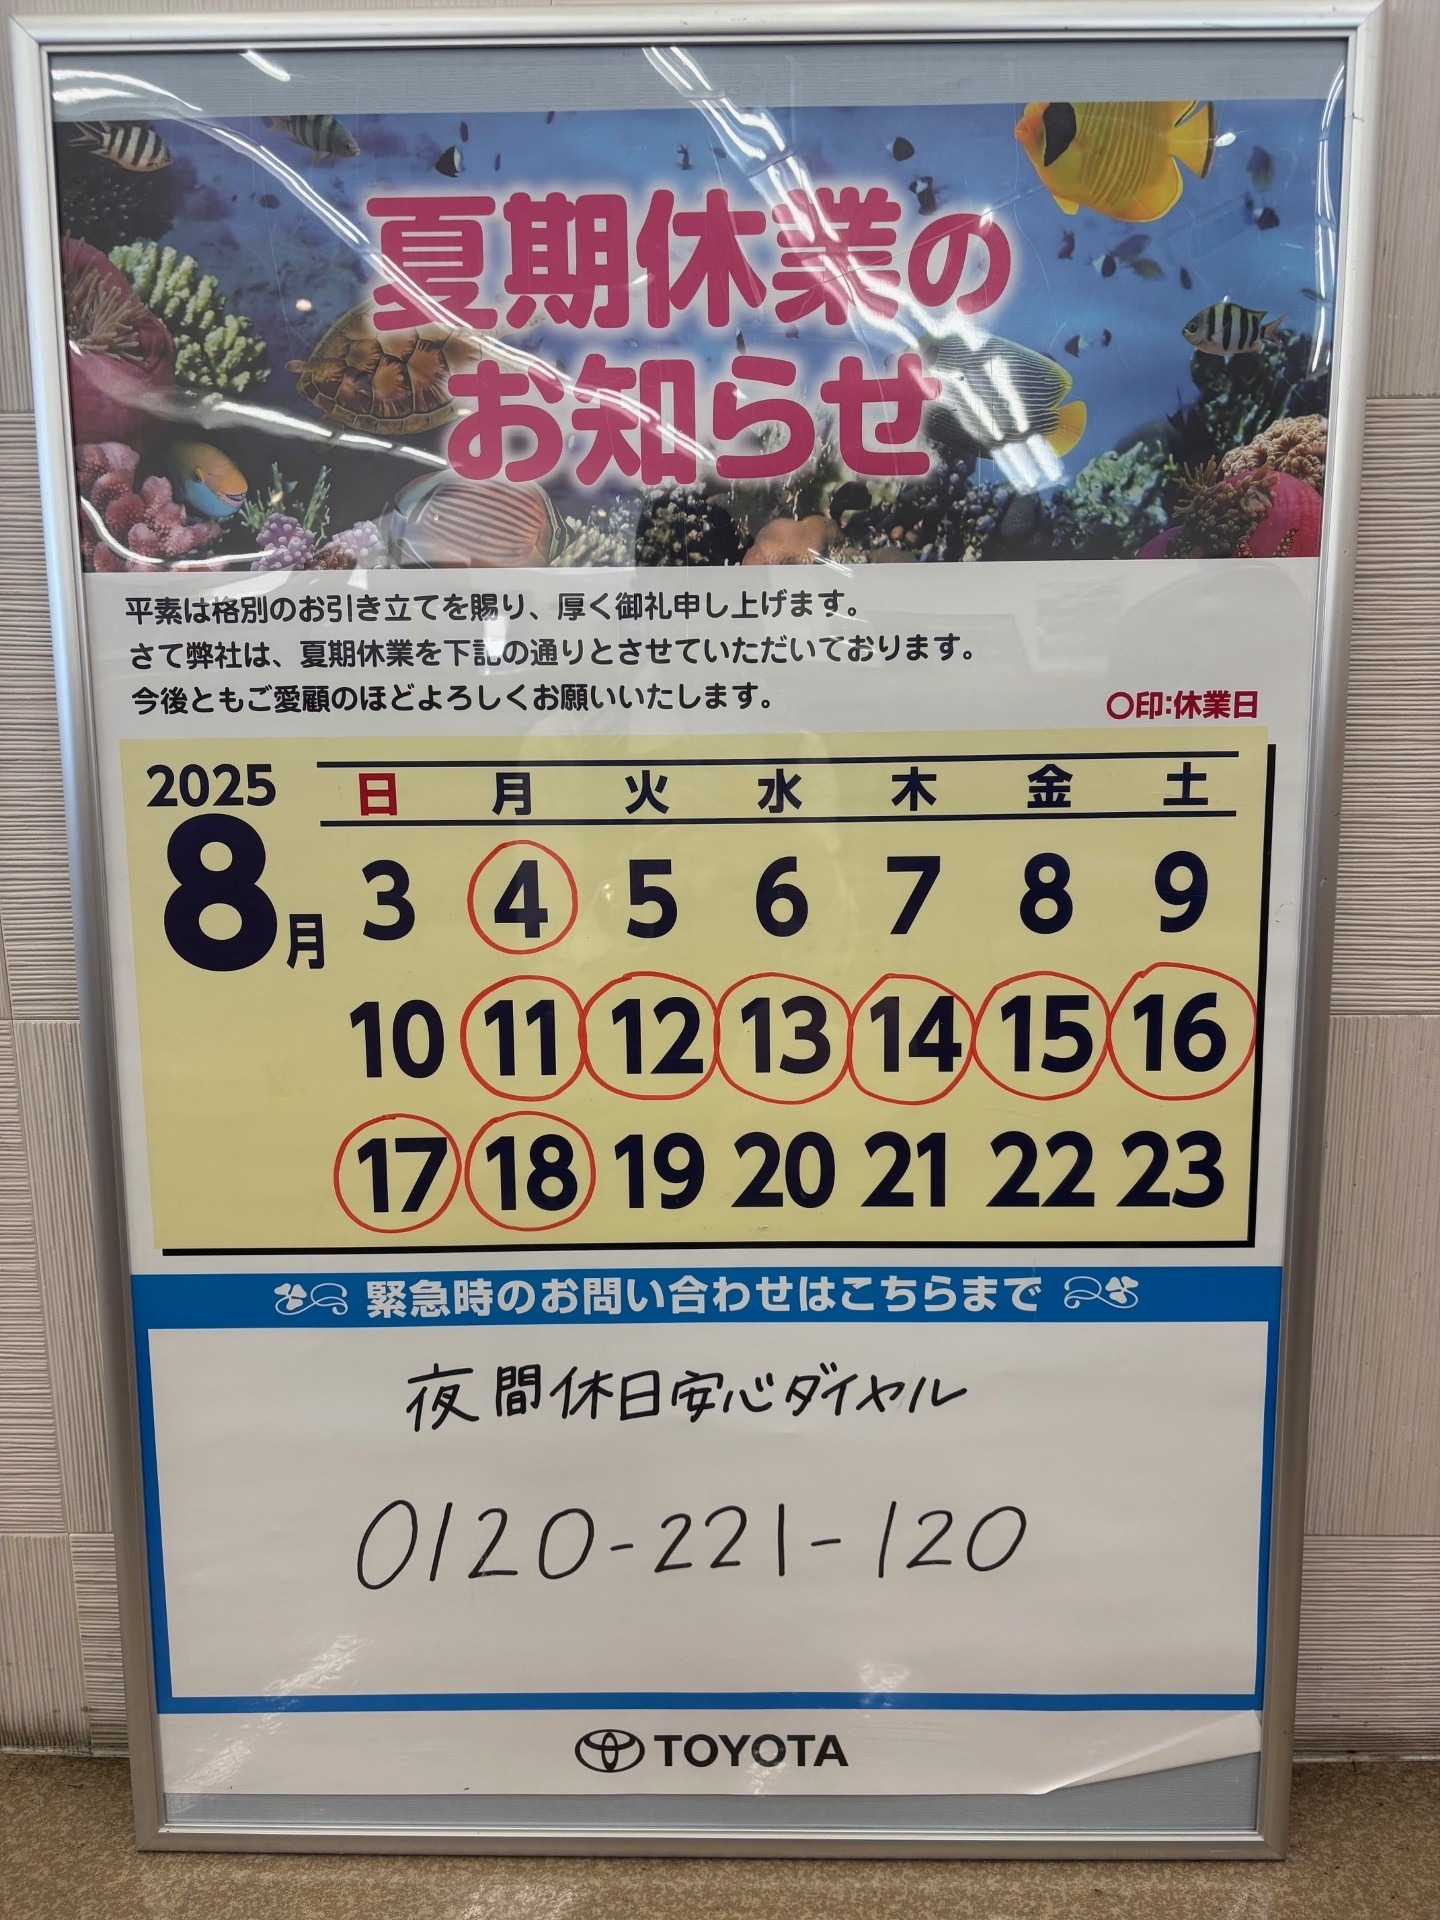 夏期休業の
お知らせ
平素は格別のお引き立てを賜り、厚く御礼申し上げます。
さて弊社は、夏期休業を下記の通りとさせていただいております。
今後ともご愛顧のほどよろしくお願いいたします。
〇印:休業日
2025
8月
日 月 火 水 木 金 土
3 4 5 6 7 8 9
10 11 12 13 14 15 16
17 18 19 20 21 22 23
緊急時のお問い合わせはこちらまで
夜間休日安心ダイヤル
0120-221-120
TOYOTA